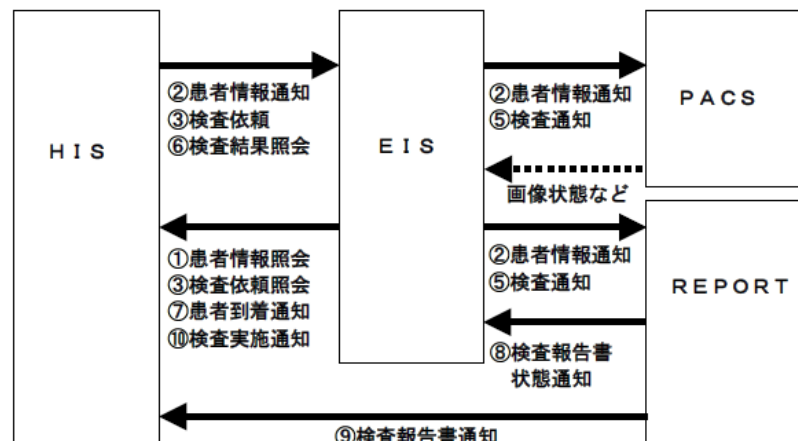 ＨＩＳ
②患者情報通知
③検査依頼
⑥検査結果照会
ＥＩＳ
②患者情報通知
⑤検査通知
ＰＡＣＳ
画像状態など
①患者情報照会
③検査依頼照会
⑦患者到着通知
⑩検査実施通知
②患者情報通知
⑤検査通知
ＲＥＰＯＲＴ
⑧検査報告書
状態通知
⑨検査報告書通知